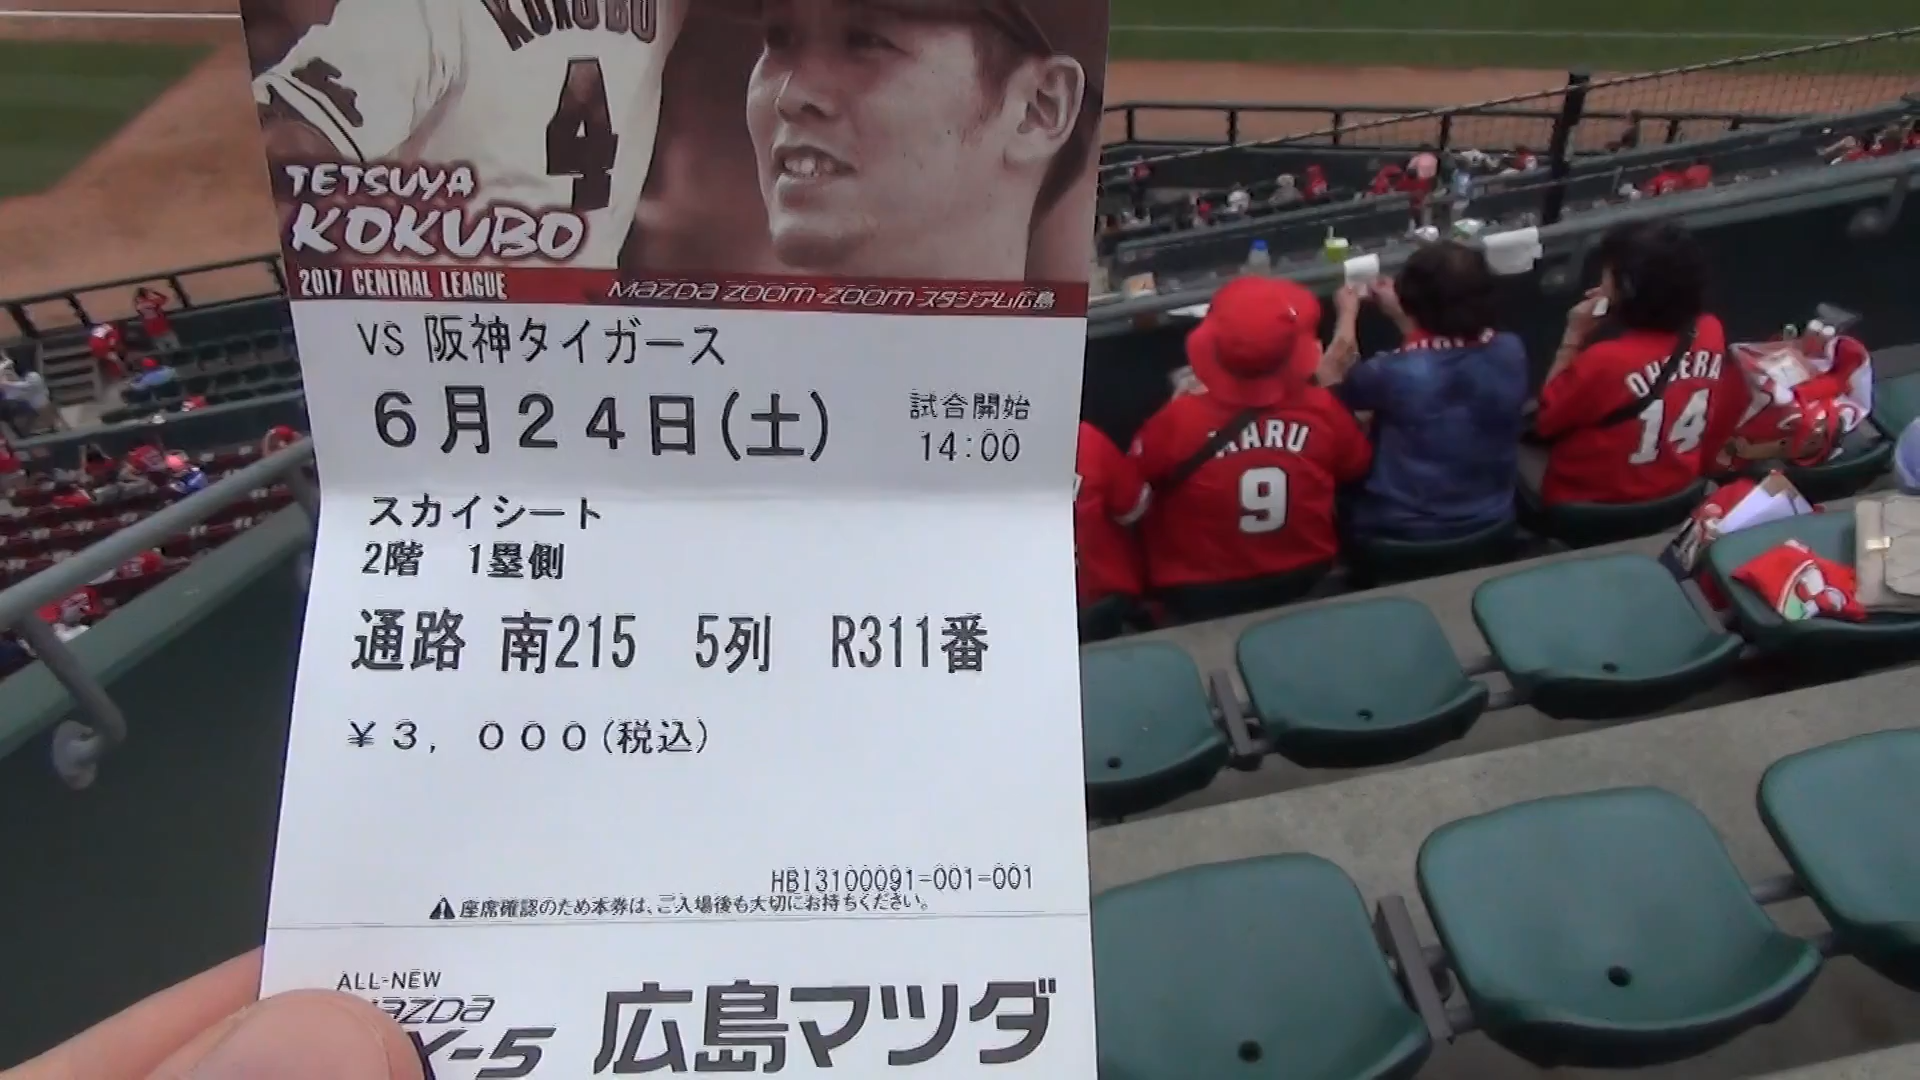 KOKUBO
4
TETSUYA
KOKUBO
2017 CENTRAL LEAGUE
mazda zoom-zoom スタジアム広島
VS 阪神タイガース
6月24日(土)
試合開始
14:00
スカイシート
2階 1塁側
通路 南215 5列 R311番
¥3,000(税込)
HB13100091-001-001
座席確認のため本券は、ご入場後も大切にお持ちください。
ALL-NEW
mazda
X-5
広島マツダ
MARU
9
14